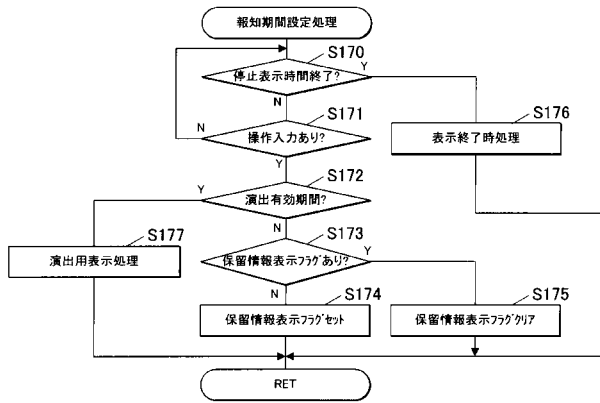 報知期間設定処理
S170
停止表示時間終了?
Y
N
S171
操作入力あり?
N
Y
S176
表示終了時処理
S172
演出有効期間?
Y
N
S177
演出用表示処理
S173
保留情報表示フラグあり?
Y
N
S174
保留情報表示フラグセット
S175
保留情報表示フラグクリア
RET